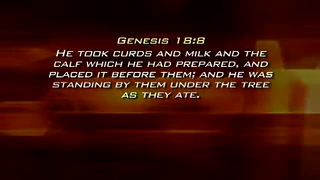 Genesis 18:8
He took curds and milk and the
calf which he had prepared, and
placed it before them; and he was
standing by them under the tree
as they ate.